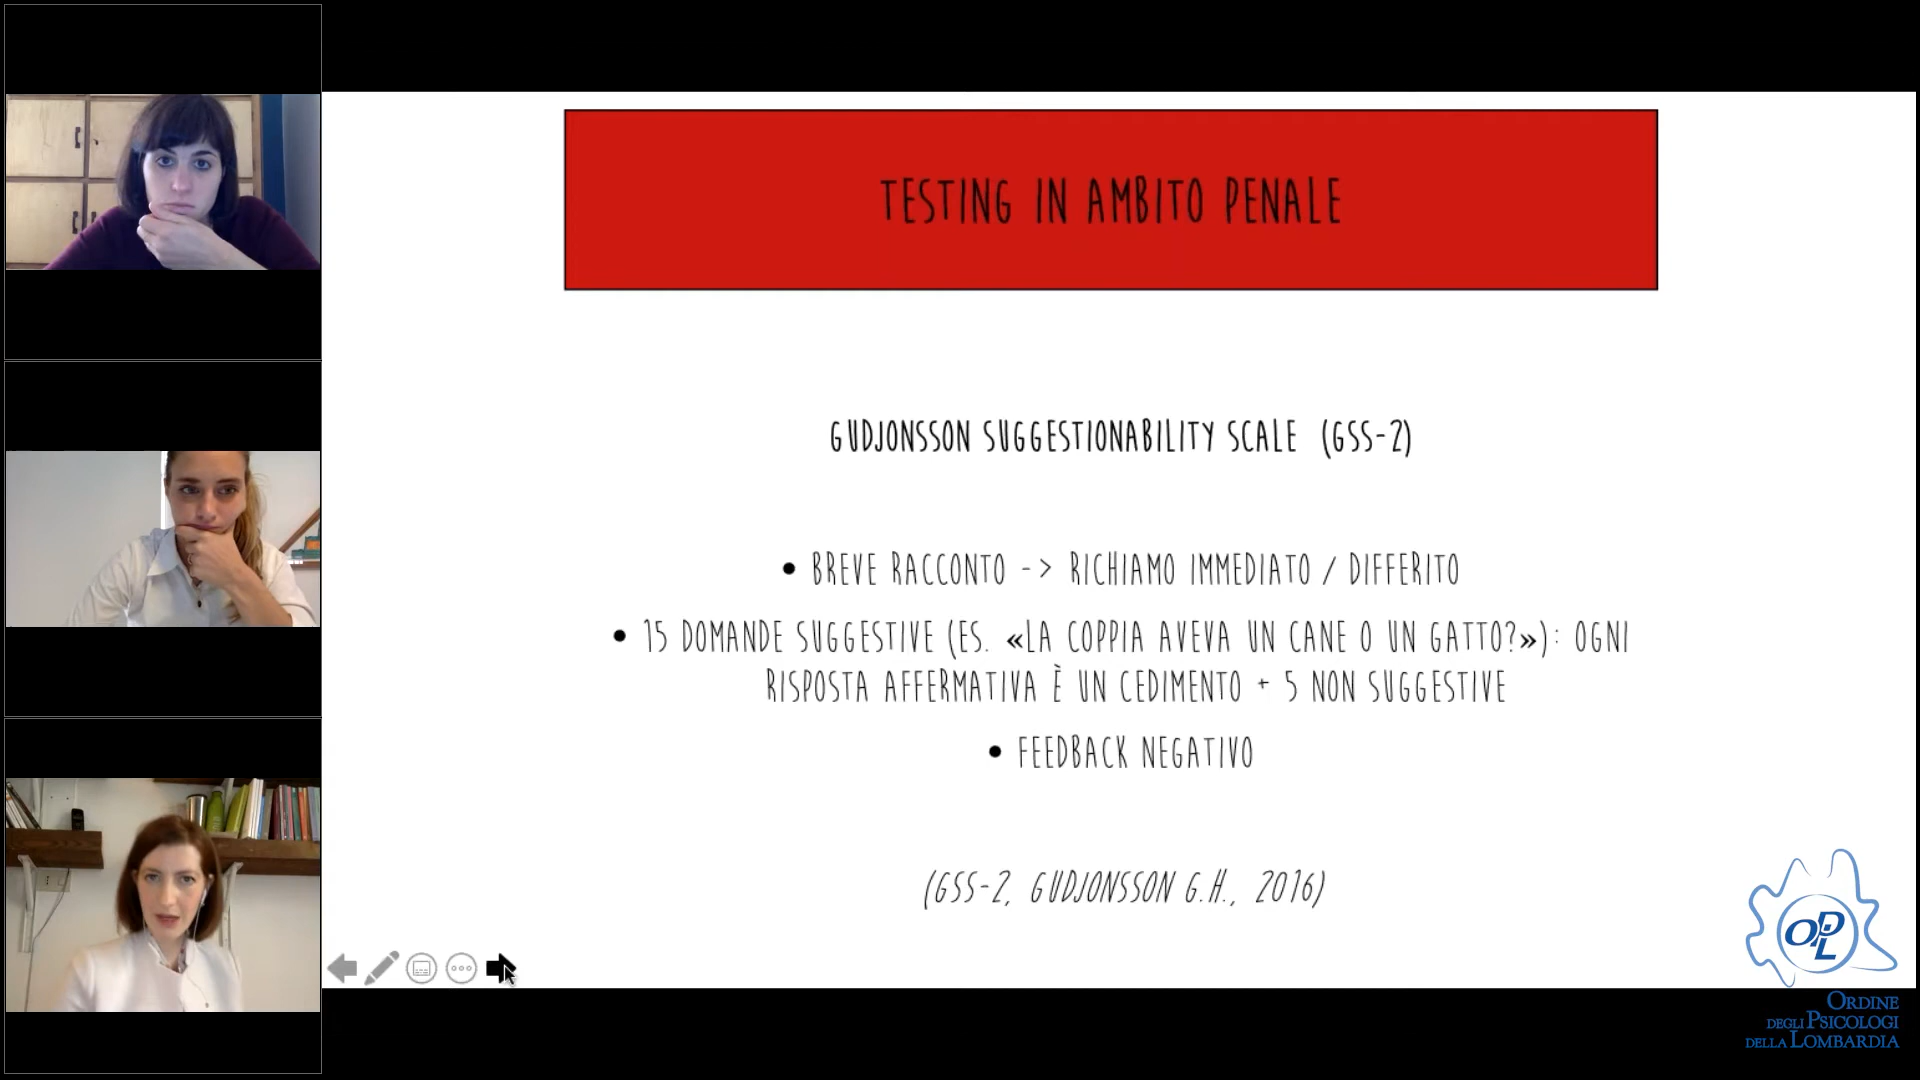 TESTING IN AMBITO PENALE
GUDJONSSON SUGGESTIONABILITY SCALE (GSS-2)
• BREVE RACCONTO -> RICHIAMO IMMEDIATO / DIFFERITO
• 15 DOMANDE SUGGESTIVE (ES. «LA COPPIA AVEVA UN CANE O UN GATTO?»): OGNI
RISPOSTA AFFERMATIVA È UN CEDIMENTO + 5 NON SUGGESTIVE
• FEEDBACK NEGATIVO
(GSS-2, GUDJONSSON G.H., 2016)
OPL
ORDINE
DEGLI PSICOLOGI
DELLA LOMBARDIA